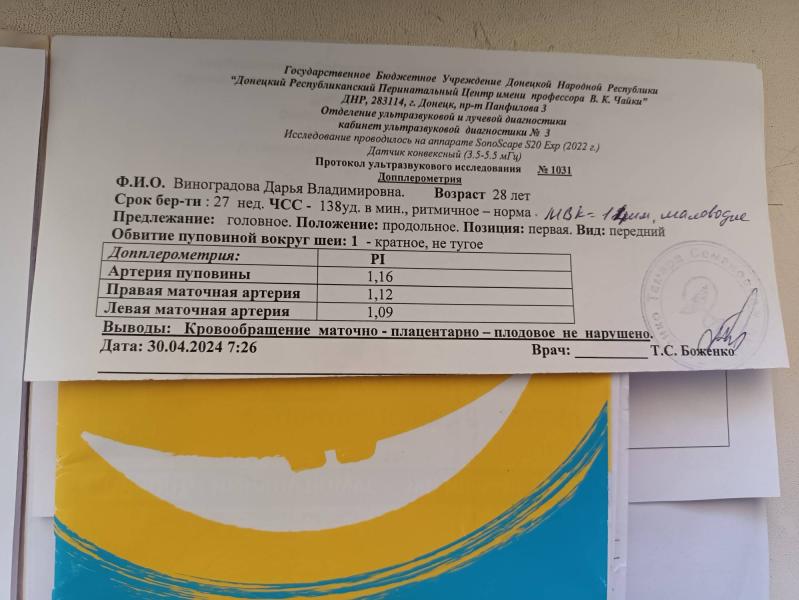 Государственное Бюджетное Учреждение Донецкой Народной Республики
“Донецкий Республиканский Перинатальный Центр имени профессора В. К. Чайки”
ДНР, 283114, г. Донецк, пр-т Панфилова 3
Отделение ультразвуковой и лучевой диагностики
кабинет ультразвуковой диагностики № 3
Исследование проводилось на аппарате SonoScape S20 Exp (2022 г.)
Датчик конвексный (3.5-5.5 мГц)
Протокол ультразвукового исследования № 1031
Допплерометрия
Ф.И.О. Виноградова Дарья Владимировна. Возраст 28 лет
Срок бер-ти : 27 нед. ЧСС - 138уд. в мин., ритмичное – норма . МВК= маловодие
Предлежание: головное. Положение: продольное. Позиция: первая. Вид: передний
Обвитие пуповиной вокруг шеи: 1 - кратное, не тугое
Допплерометрия: PI
Артерия пуповины 1,16
Правая маточная артерия 1,12
Левая маточная артерия 1,09
Выводы: Кровообращение маточно - плацентарно – плодовое не нарушено.
Дата: 30.04.2024 7:26 Врач: __________ Т.С. Боженко